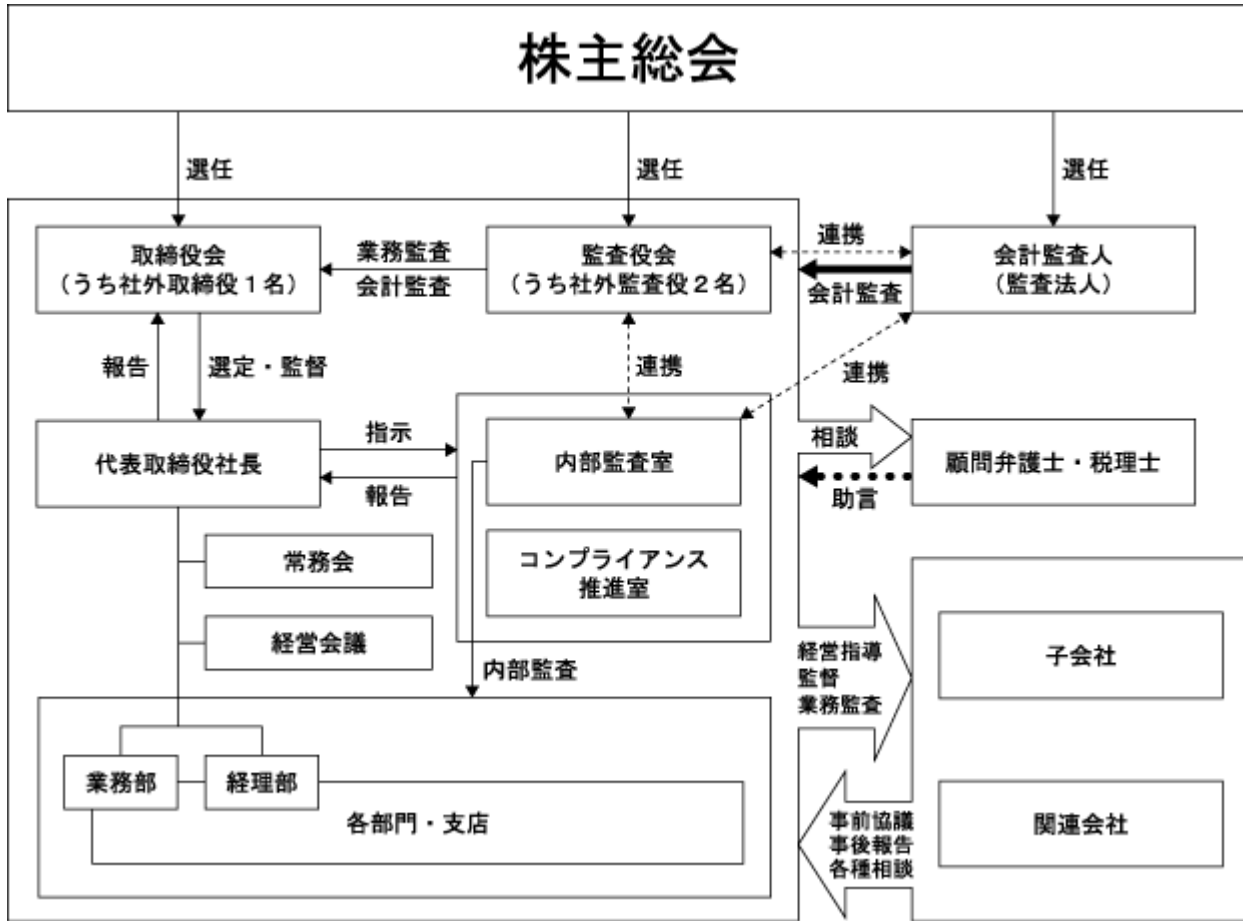 株主総会
選任
選任
選任
取締役会
（うち社外取締役１名）
業務監査
会計監査
監査役会
（うち社外監査役２名）
連携
会計監査
会計監査人
（監査法人）
報告
選定・監督
連携
連携
代表取締役社長
指示
報告
内部監査室
相談
助言
顧問弁護士・税理士
常務会
コンプライアンス
推進室
経営会議
内部監査
経営指導
監督
業務監査
子会社
業務部
経理部
各部門・支店
事前協議
事後報告
各種相談
関連会社